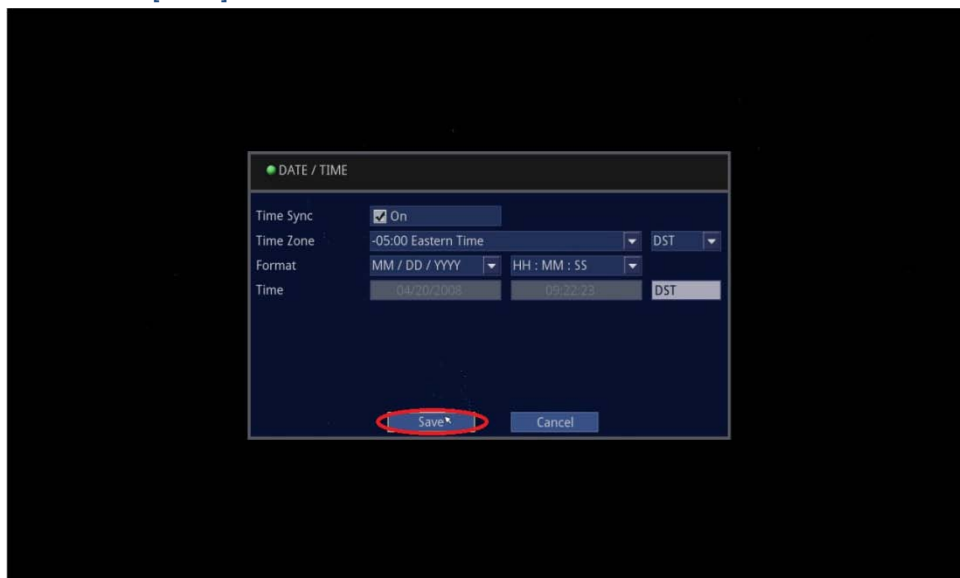 DATE / TIME
Time Sync On
Time Zone -05:00 Eastern Time DST
Format MM / DD / YYYY HH : MM : SS
Time 04/20/2008 09:22:23 DST
Save Cancel